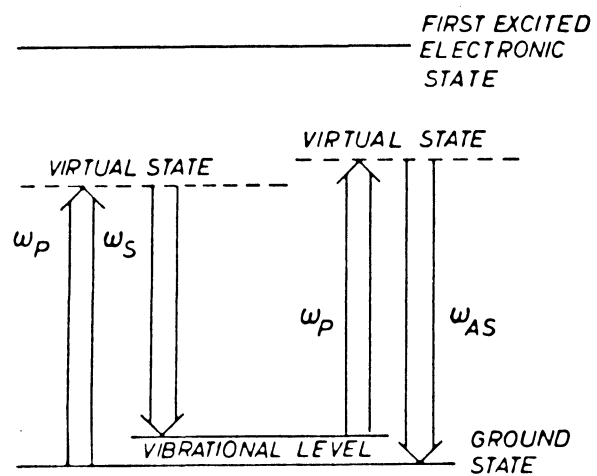 FIRST EXCITED
ELECTRONIC
STATE
VIRTUAL STATE
VIRTUAL STATE
ωP
ωS
ωP
ωAS
VIBRATIONAL LEVEL
GROUND
STATE